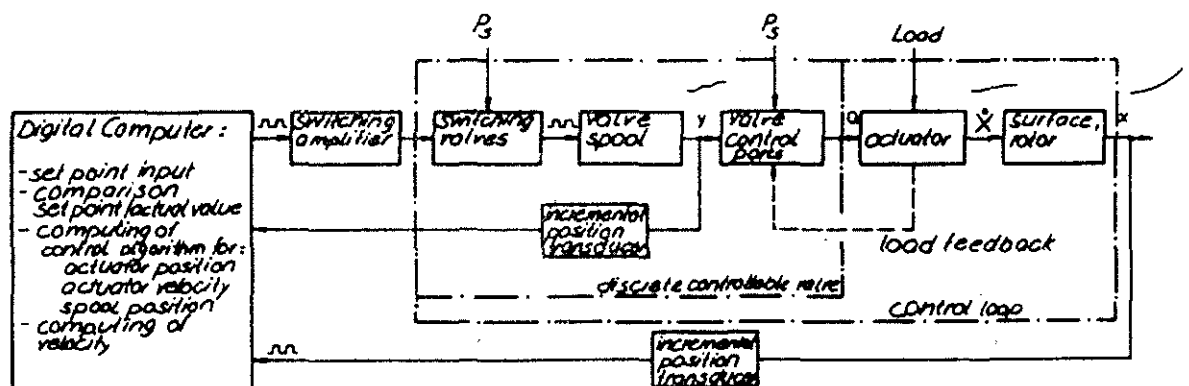 Ps
Ps
Load
Digital Computer:
- set point input
- comparison
set point/actual value
- computing of
control algorithm for:
actuator position
actuator velocity
spool position
- computing of
velocity
switching
amplifier
switching
valves
valve
spool
y
valve
control
ports
Q
actuator
Ẋ
surface,
rotor
x
incremental
position
transducer
load feedback
discrete controllable valve
control loop
incremental
position
transducer